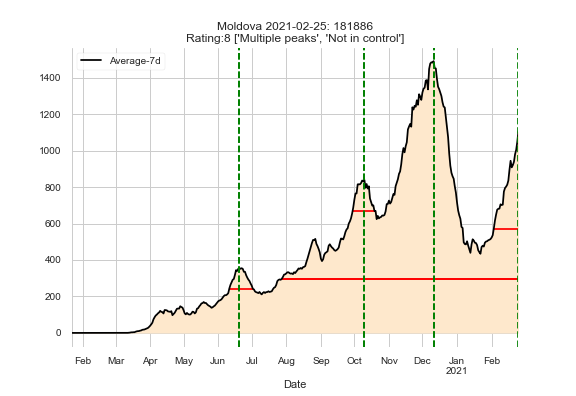 Moldova 2021-02-25: 181886
Rating:8 ['Multiple peaks', 'Not in control']
Average-7d
1400
1200
1000
800
600
400
200
0
Feb Mar Apr May Jun Jul Aug Sep Oct Nov Dec Jan Feb
2021
Date